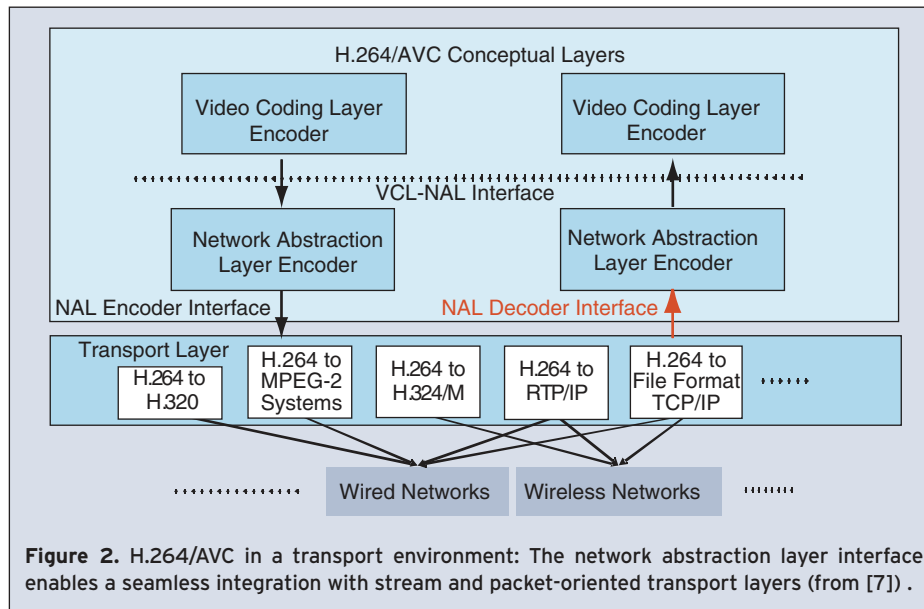 H.264/AVC Conceptual Layers
Video Coding Layer
Encoder
Video Coding Layer
Encoder
VCL-NAL Interface
Network Abstraction
Layer Encoder
Network Abstraction
Layer Encoder
NAL Encoder Interface
NAL Decoder Interface
Transport Layer
H.264 to
H.320
H.264 to
MPEG-2
Systems
H.264 to
H.324/M
H.264 to
RTP/IP
H.264 to
File Format
TCP/IP
Wired Networks
Wireless Networks
Figure 2. H.264/AVC in a transport environment: The network abstraction layer interface
enables a seamless integration with stream and packet-oriented transport layers (from [7]) .